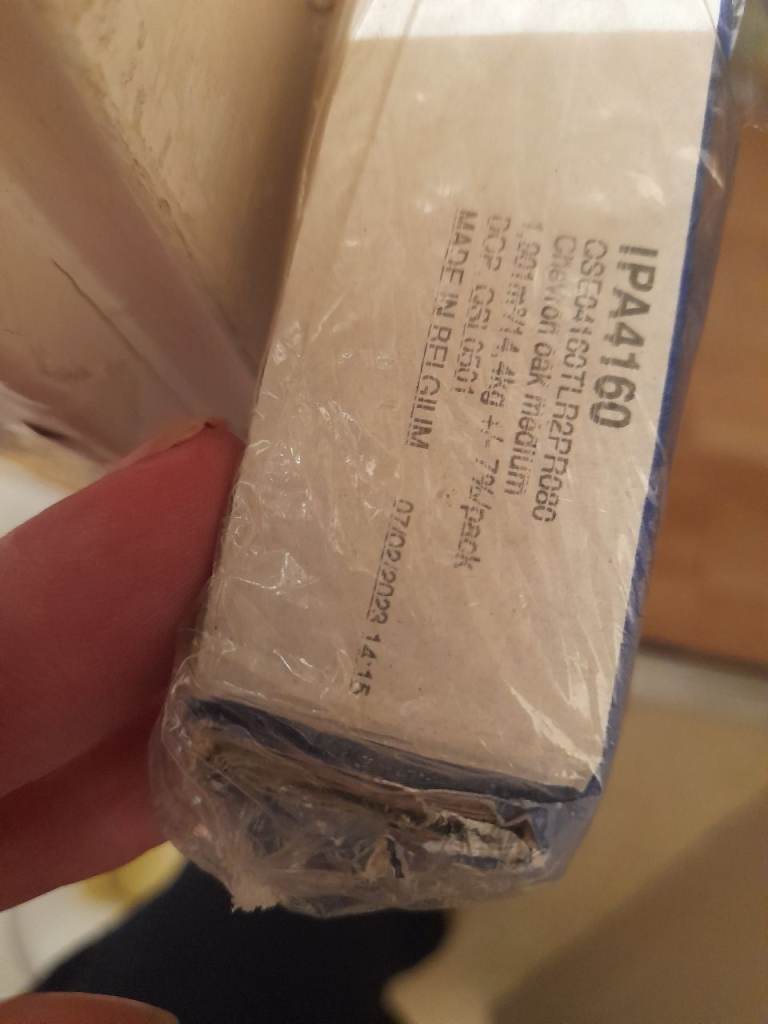 IPA4160
QSE04160TLR2PR080
Chevron oak medium
1,901m²/14,4kg +/- 7%/pack
DOP QSL0501
MADE IN BELGIUM
07/02/2023 14:15